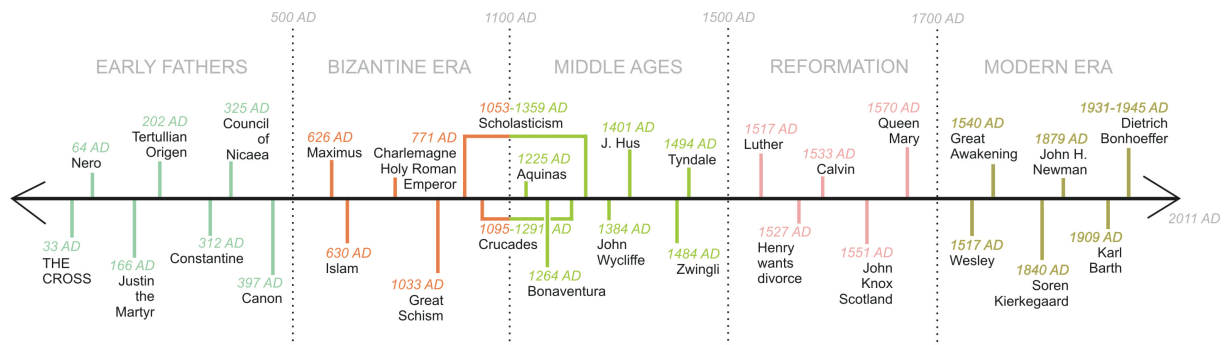 500 AD
1100 AD
1500 AD
1700 AD
EARLY FATHERS
BIZANTINE ERA
MIDDLE AGES
REFORMATION
MODERN ERA
64 AD
Nero
202 AD
Tertullian
Origen
325 AD
Council
of
Nicaea
626 AD
Maximus
771 AD
Charlemagne
Holy Roman
Emperor
1053-1359 AD
Scholasticism
1225 AD
Aquinas
1401 AD
J. Hus
1494 AD
Tyndale
1517 AD
Luther
1533 AD
Calvin
1570 AD
Queen
Mary
1540 AD
Great
Awakening
1879 AD
John H.
Newman
1931-1945 AD
Dietrich
Bonhoeffer
2011 AD
33 AD
THE
CROSS
166 AD
Justin
the
Martyr
312 AD
Constantine
397 AD
Canon
630 AD
Islam
1033 AD
Great
Schism
1095-1291 AD
Crucades
1264 AD
Bonaventura
1384 AD
John
Wycliffe
1484 AD
Zwingli
1527 AD
Henry
wants
divorce
1551 AD
John
Knox
Scotland
1517 AD
Wesley
1840 AD
Soren
Kierkegaard
1909 AD
Karl
Barth